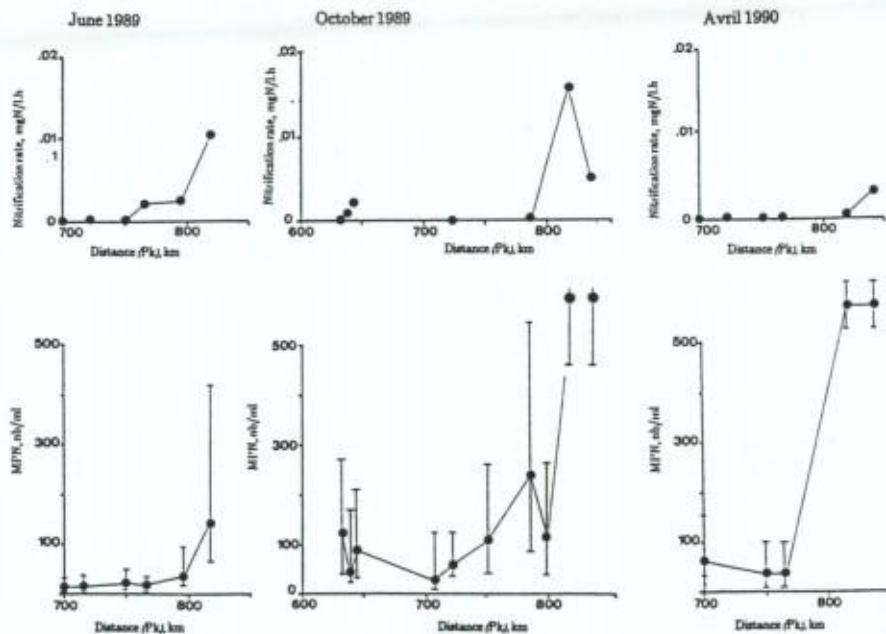 June 1989
October 1989
Avril 1990
Nitrification rate, mgN/l.h
.02
.01
1
0
700
800
Distance (Pk), km
Nitrification rate, mgN/l.h
.02
.01
0
600
700
800
Distance (Pk), km
Nitrification rate, mgN/l.h
.02
.01
0
700
800
Distance (Pk), km
MPN, nb/ml
500
300
100
700
800
Distance (Pk), km
MPN, nb/ml
500
300
100
0
600
700
800
Distance (Pk), km
MPN, nb/ml
500
300
100
700
800
Distance (Pk), km